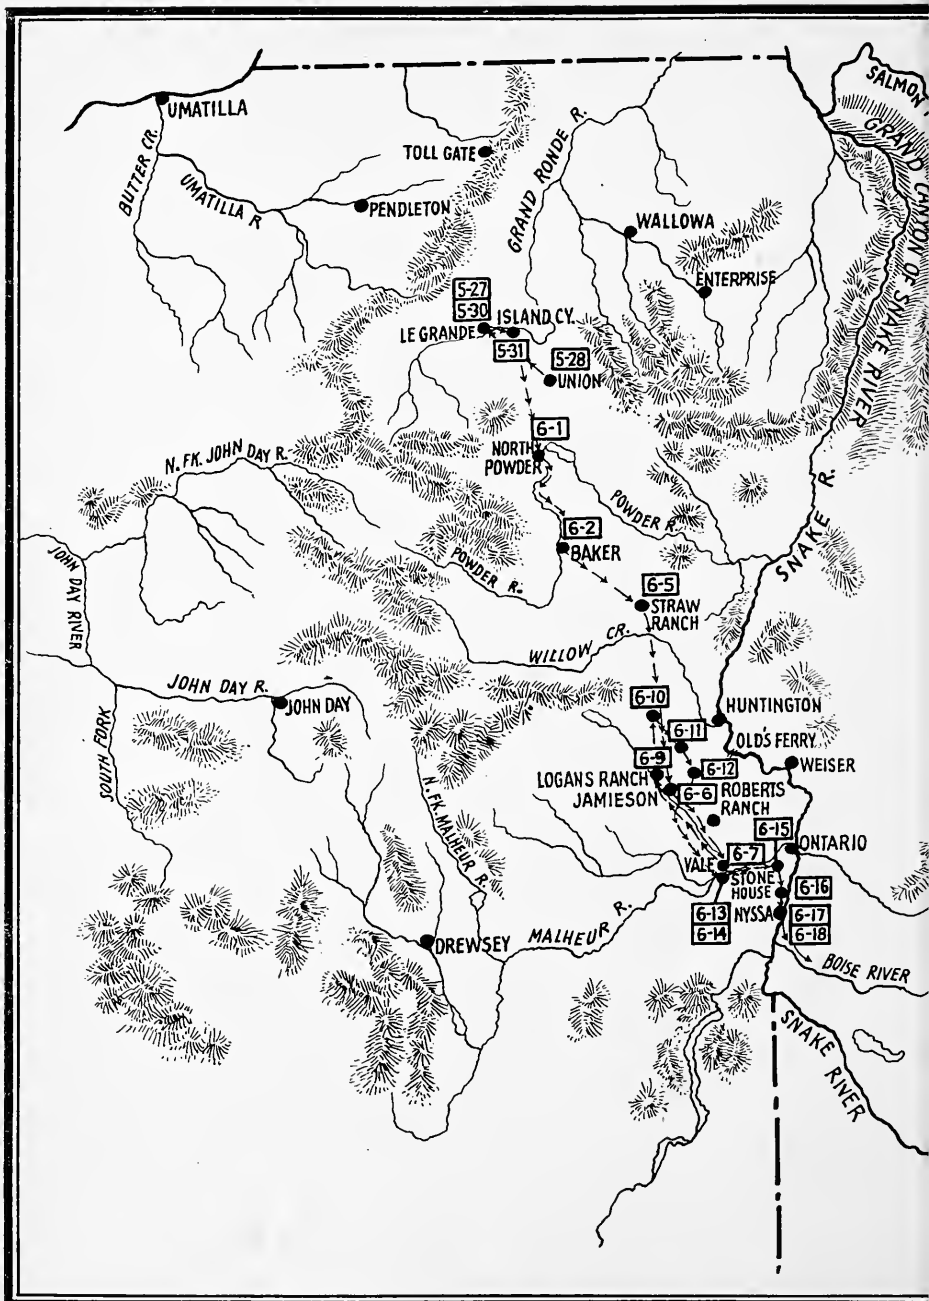 SALMON
GRAND CANYON OF SNAKE RIVER
UMATILLA
BUTTER CR.
UMATILLA R
TOLL GATE
PENDLETON
GRAND RONDE R.
WALLOWA
ENTERPRISE
5-27
5-30
ISLAND CY.
LE GRANDE
5-31
5-28
UNION
6-1
NORTH
POWDER
N. FK. JOHN DAY R.
POWDER R.
6-2
BAKER
SNAKE R.
JOHN DAY RIVER
POWDER R.
6-5
STRAW
RANCH
WILLOW CR.
JOHN DAY R.
JOHN DAY
SOUTH FORK
6-10
HUNTINGTON
6-11
OLD'S FERRY
WEISER
6-9
6-12
LOGANS RANCH
JAMIESON
6-6
ROBERTS
RANCH
N. FK. MALHEUR R.
6-15
ONTARIO
VALE
6-7
STONE
HOUSE
6-16
6-13
6-14
NYSSA
6-17
6-18
DREWSEY
MALHEUR R.
BOISE RIVER
SNAKE RIVER